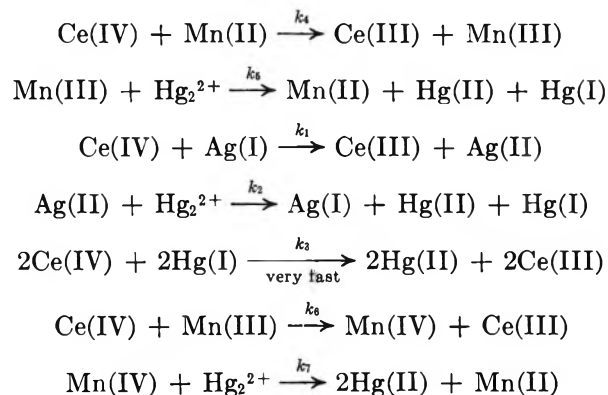 Ce(IV) + Mn(II) —k₄→ Ce(III) + Mn(III)
Mn(III) + Hg₂²⁺ —k₅→ Mn(II) + Hg(II) + Hg(I)
Ce(IV) + Ag(I) —k₁→ Ce(III) + Ag(II)
Ag(II) + Hg₂²⁺ —k₂→ Ag(I) + Hg(II) + Hg(I)
2Ce(IV) + 2Hg(I) —k₃→ 2Hg(II) + 2Ce(III)
very fast
Ce(IV) + Mn(III) —k₆→ Mn(IV) + Ce(III)
Mn(IV) + Hg₂²⁺ —k₇→ 2Hg(II) + Mn(II)